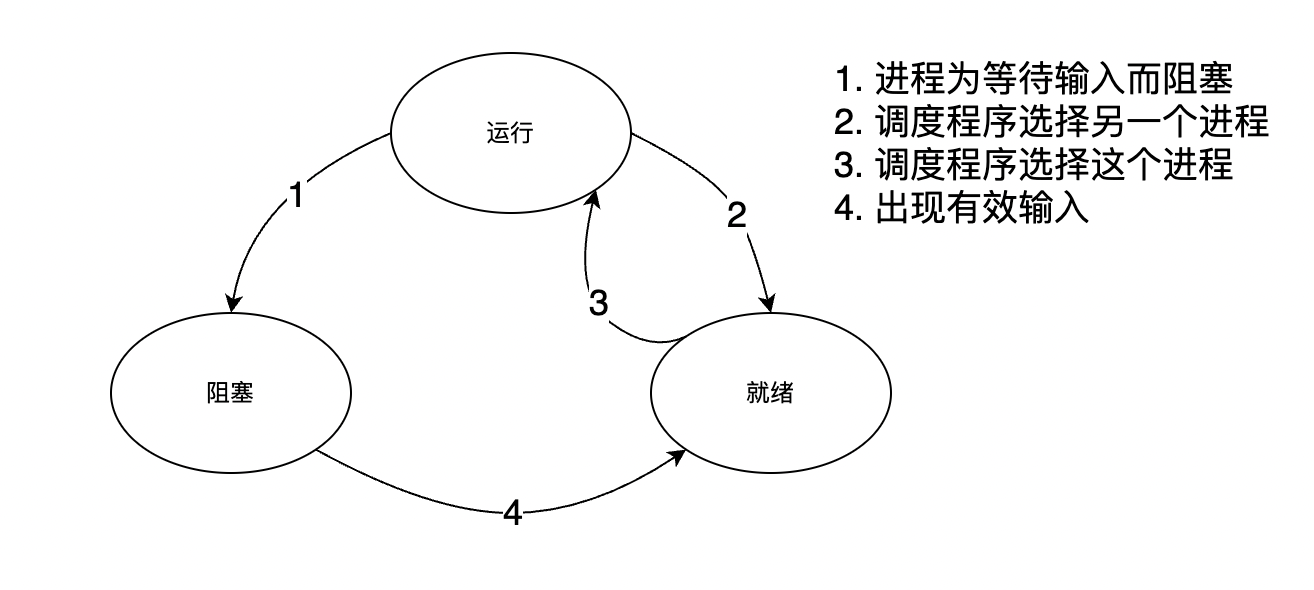 运行
1. 进程为等待输入而阻塞
2. 调度程序选择另一个进程
3. 调度程序选择这个进程
4. 出现有效输入
1
2
3
阻塞
就绪
4